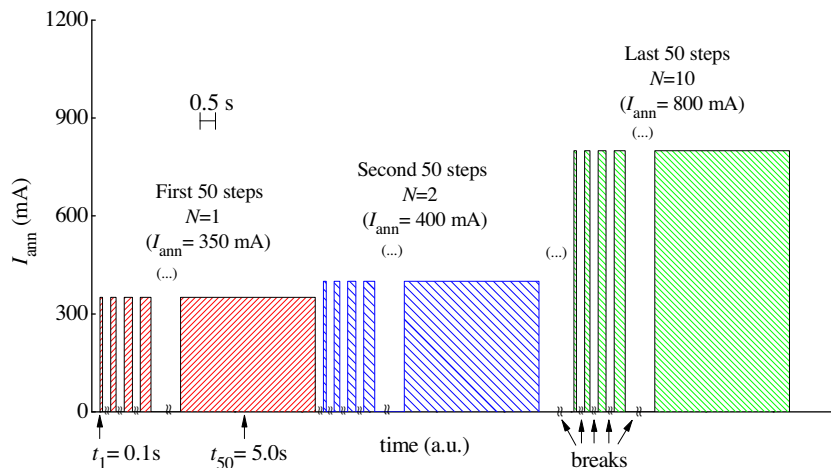 1200
900
600
300
0
I_ann (mA)
0.5 s
First 50 steps
N=1
(I_ann= 350 mA)
(...)
Second 50 steps
N=2
(I_ann= 400 mA)
(...)
(...)
Last 50 steps
N=10
(I_ann= 800 mA)
(...)
t_1= 0.1s
t_50= 5.0s
time (a.u.)
breaks